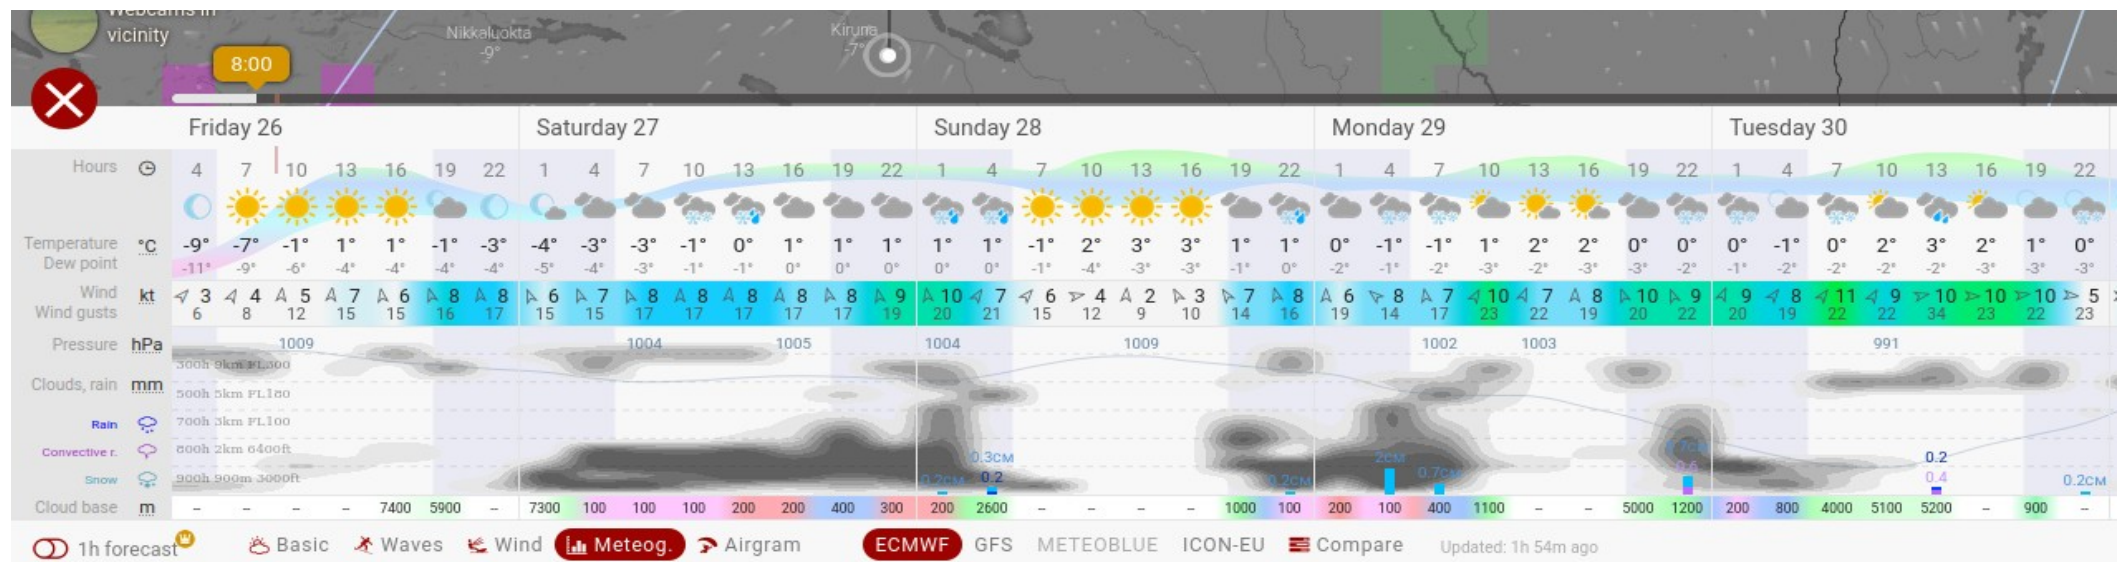 Webcams in
vicinity
Nikkaluokta
-9°
Kiruna
-7°
8:00
Friday 26 Saturday 27 Sunday 28 Monday 29 Tuesday 30
Hours 4 7 10 13 16 19 22 1 4 7 10 13 16 19 22 1 4 7 10 13 16 19 22 1 4 7 10 13 16 19 22 1 4 7 10 13 16 19 22
Temperature °C -9° -7° -1° 1° 1° -1° -3° -4° -3° -3° -1° 0° 1° 1° 1° 1° 1° -1° 2° 3° 3° 1° 1° 0° -1° -1° 1° 2° 2° 0° 0° 0° -1° 0° 2° 3° 2° 1° 0°
Dew point -11° -9° -6° -4° -4° -4° -4° -5° -4° -3° -1° -1° 0° 0° 0° 0° 0° -1° -4° -3° -3° -1° 0° -2° -1° -2° -3° -2° -3° -3° -2° -1° -2° -2° -2° -2° -3° -3° -3°
Wind kt 3 4 5 7 6 8 8 6 7 8 8 8 8 8 9 10 7 6 4 2 3 7 8 6 8 7 10 7 8 10 9 9 8 11 9 10 10 10 5
Wind gusts 6 8 12 15 15 16 17 15 15 17 17 17 17 17 19 20 21 15 12 9 10 14 16 19 14 17 23 22 19 20 22 20 19 22 22 34 23 22 23
Pressure hPa 1009 1004 1005 1004 1009 1002 1003 991
300h 9km FL300
Clouds, rain mm
500h 5km FL180
Rain 700h 3km FL100
Convective r. 800h 2km 6400ft 0.3CM 2CM 0.7CM 0.2
Snow 900h 900m 3000ft 0.2CM 0.2 0.2CM 0.7CM 0.6 0.4 0.2CM
Cloud base m – – – – 7400 5900 – 7300 100 100 100 200 200 400 300 200 2600 – – – – 1000 100 200 100 400 1100 – – 5000 1200 200 800 4000 5100 5200 – 900 –
1h forecast Basic Waves Wind Meteog. Airgram ECMWF GFS METEOBLUE ICON-EU Compare Updated: 1h 54m ago